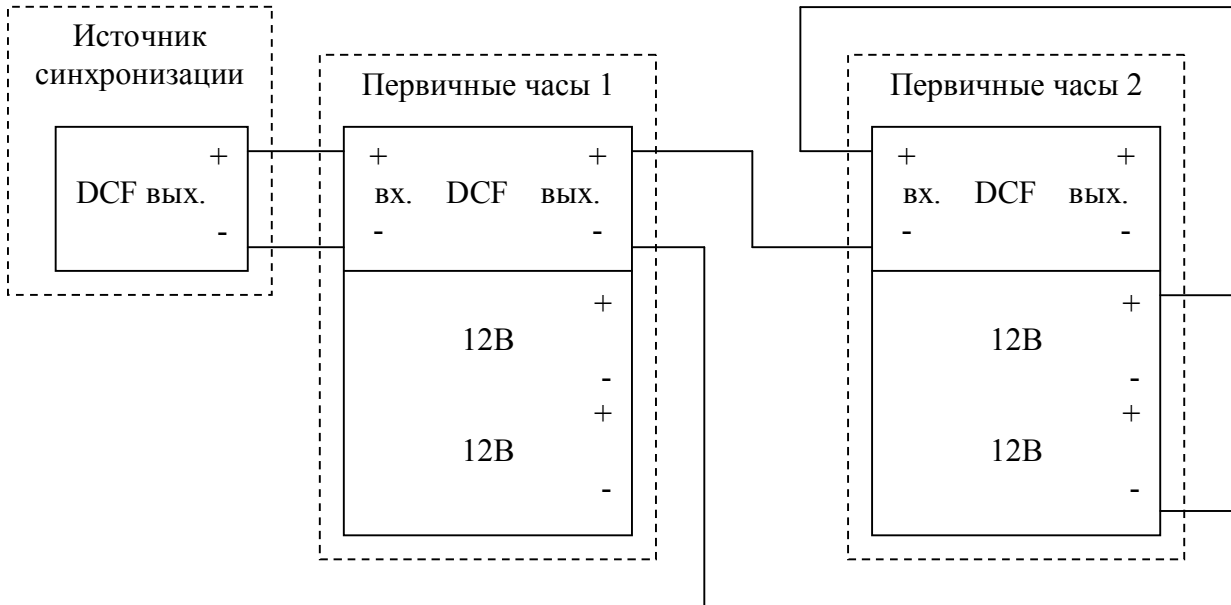 Источник
синхронизации
+
DCF вых.
-
Первичные часы 1
+ +
вх. DCF вых.
- -
+
12В
-
+
12В
-
Первичные часы 2
+ +
вх. DCF вых.
- -
+
12В
-
+
12В
-